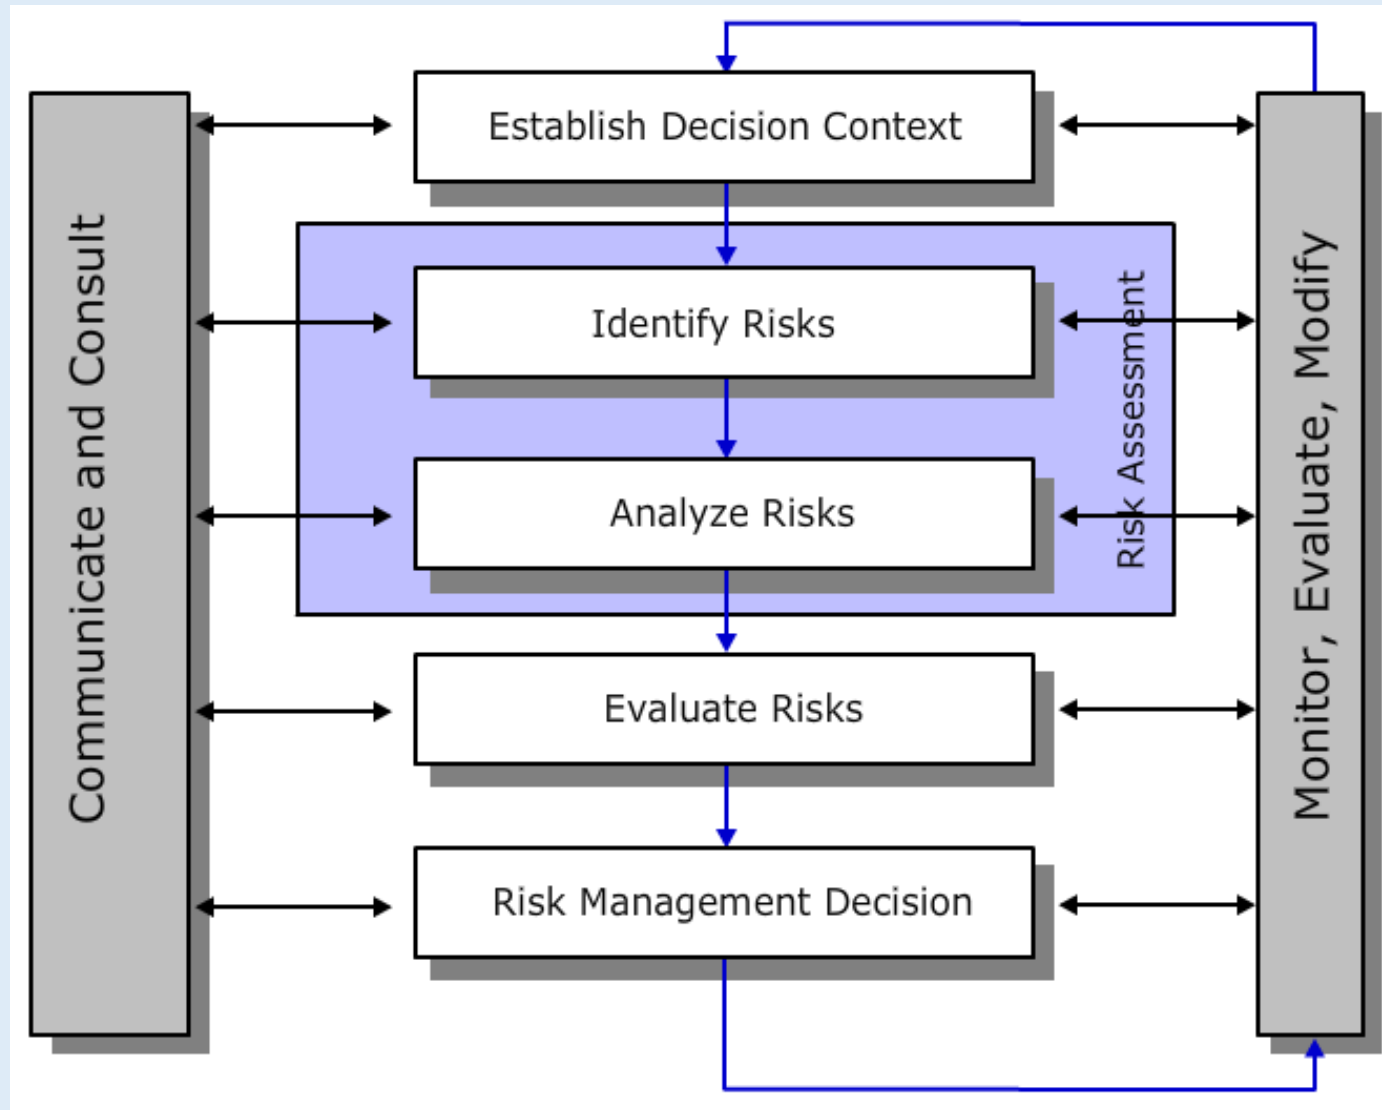 Establish Decision Context
Communicate and Consult
Identify Risks
Risk Assessment
Analyze Risks
Monitor, Evaluate, Modify
Evaluate Risks
Risk Management Decision